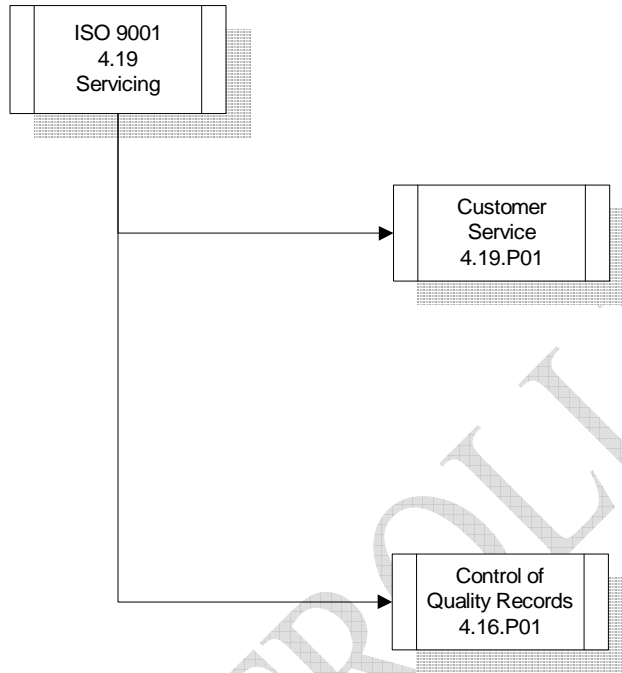 ISO 9001
4.19
Servicing
Customer
Service
4.19.P01
Control of
Quality Records
4.16.P01